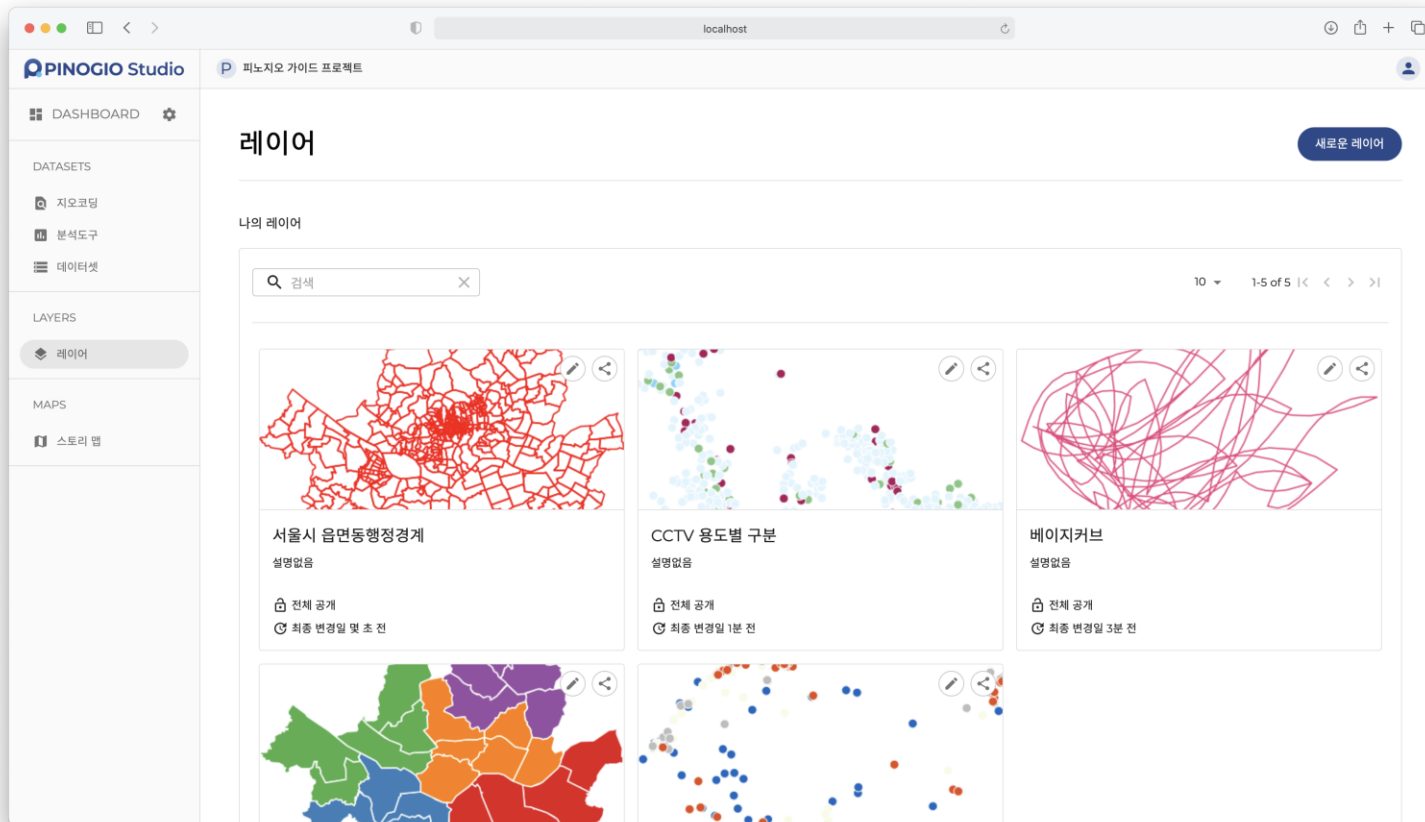 localhost
PINOGIO Studio
P 피노지오 가이드 프로젝트
DASHBOARD
DATASETS
지오코딩
분석도구
데이터셋
LAYERS
레이어
MAPS
스토리 맵
레이어
새로운 레이어
나의 레이어
검색
10
1-5 of 5
서울시 읍면동행정경계
설명없음
전체 공개
최종 변경일 몇 초 전
CCTV 용도별 구분
설명없음
전체 공개
최종 변경일 1분 전
베이지커브
설명없음
전체 공개
최종 변경일 3분 전